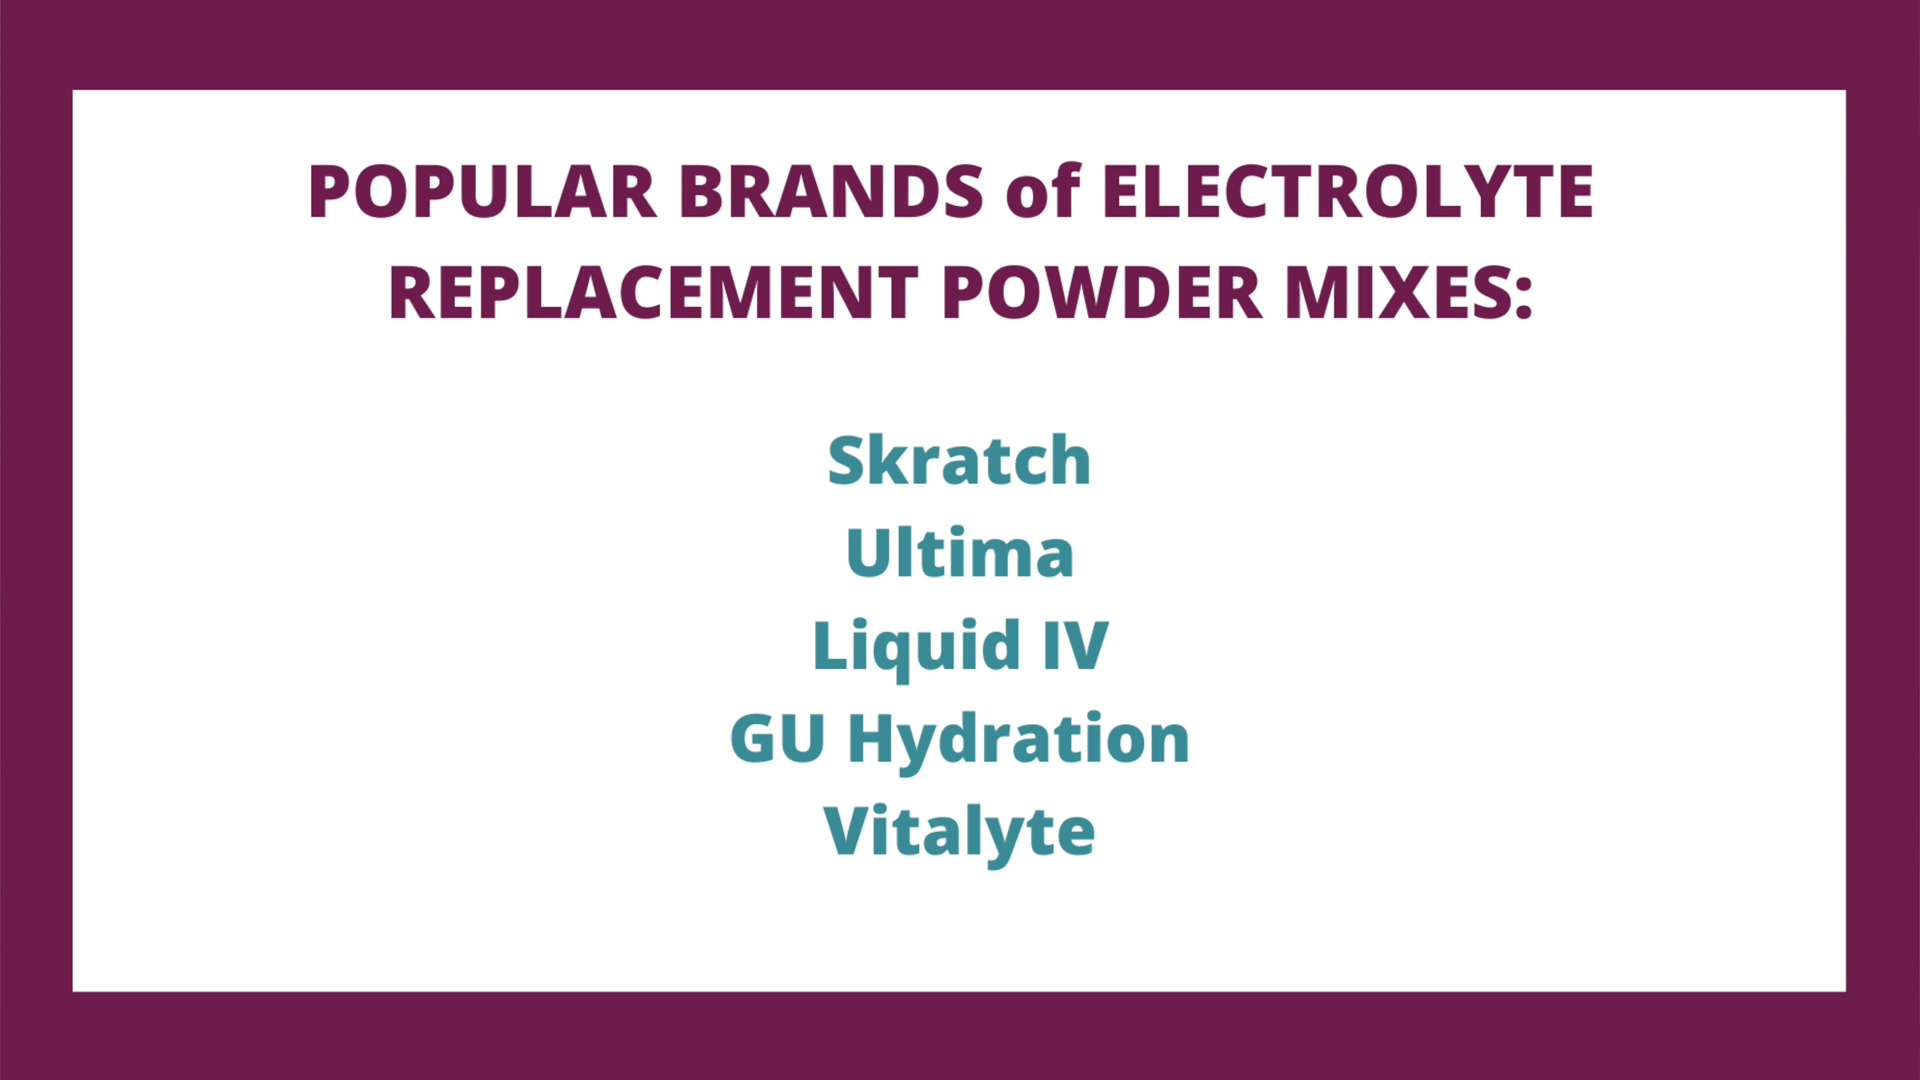 POPULAR BRANDS of ELECTROLYTE
REPLACEMENT POWDER MIXES:
Skratch
Ultima
Liquid IV
GU Hydration
Vitalyte